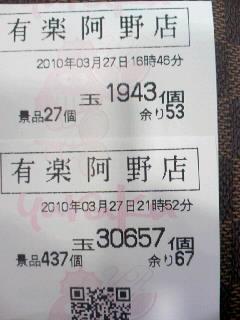 有楽阿野店
2010年03月27日16時46分
玉1943個
景品27個 余り53
有楽阿野店
2010年03月27日21時52分
玉30657個
景品437個 余り67